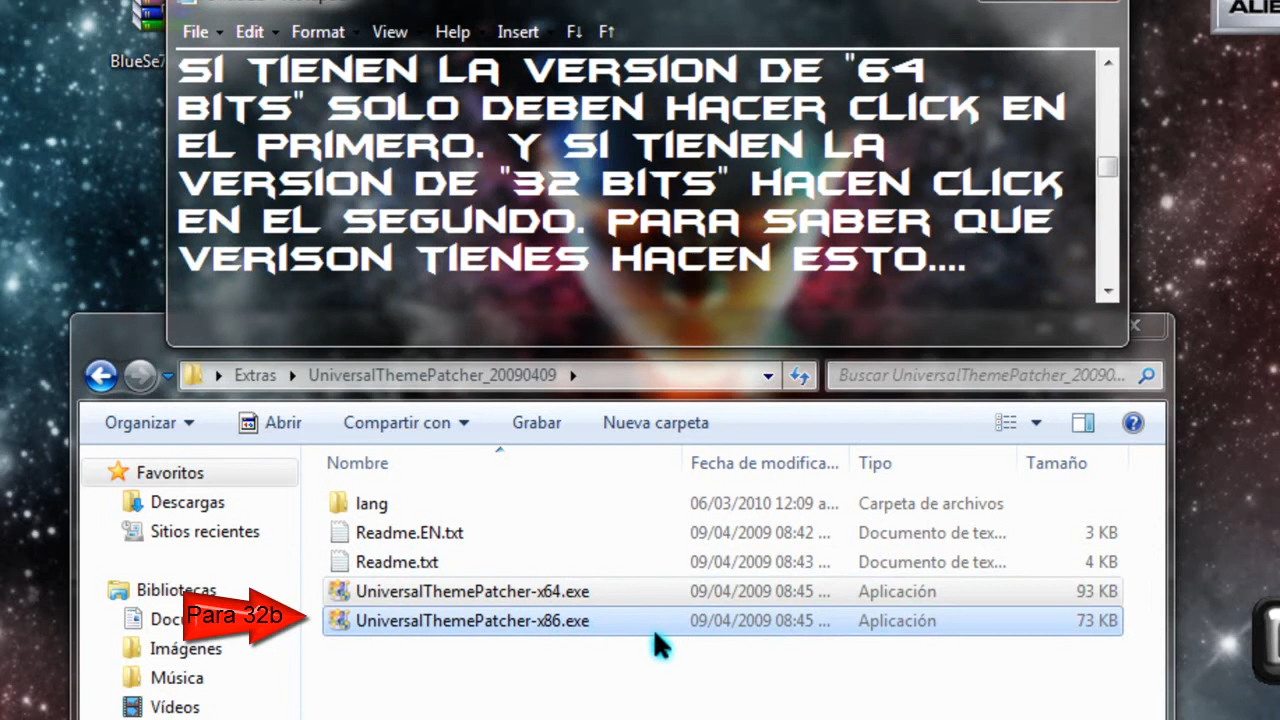 ALIE
BlueSe7
File Edit Format View Help Insert F↓ F↑
SI TIENEN LA VERSION DE "64
BITS" SOLO DEBEN HACER CLICK EN
EL PRIMERO. Y SI TIENEN LA
VERSION DE "32 BITS" HACEN CLICK
EN EL SEGUNDO. PARA SABER QUE
VERISON TIENES HACEN ESTO....
Extras UniversalThemePatcher_20090409 Buscar UniversalThemePatcher_20090...
Organizar Abrir Compartir con Grabar Nueva carpeta
Nombre Fecha de modifica... Tipo Tamaño
Favoritos
Descargas
Sitios recientes
Bibliotecas
Doc
Imágenes
Música
Vídeos
lang 06/03/2010 12:09 a... Carpeta de archivos
Readme.EN.txt 09/04/2009 08:42 ... Documento de tex... 3 KB
Readme.txt 09/04/2009 08:43 ... Documento de tex... 4 KB
UniversalThemePatcher-x64.exe 09/04/2009 08:45 ... Aplicación 93 KB
Para 32b
UniversalThemePatcher-x86.exe 09/04/2009 08:45 ... Aplicación 73 KB